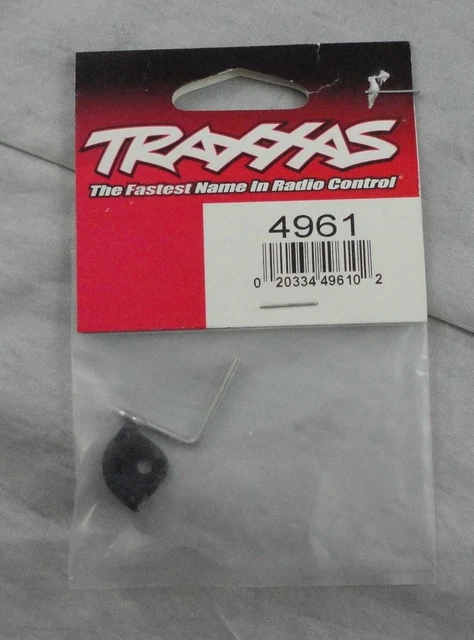 TRAXXAS
The Fastest Name In Radio Control
4961
0 20334 49610 2